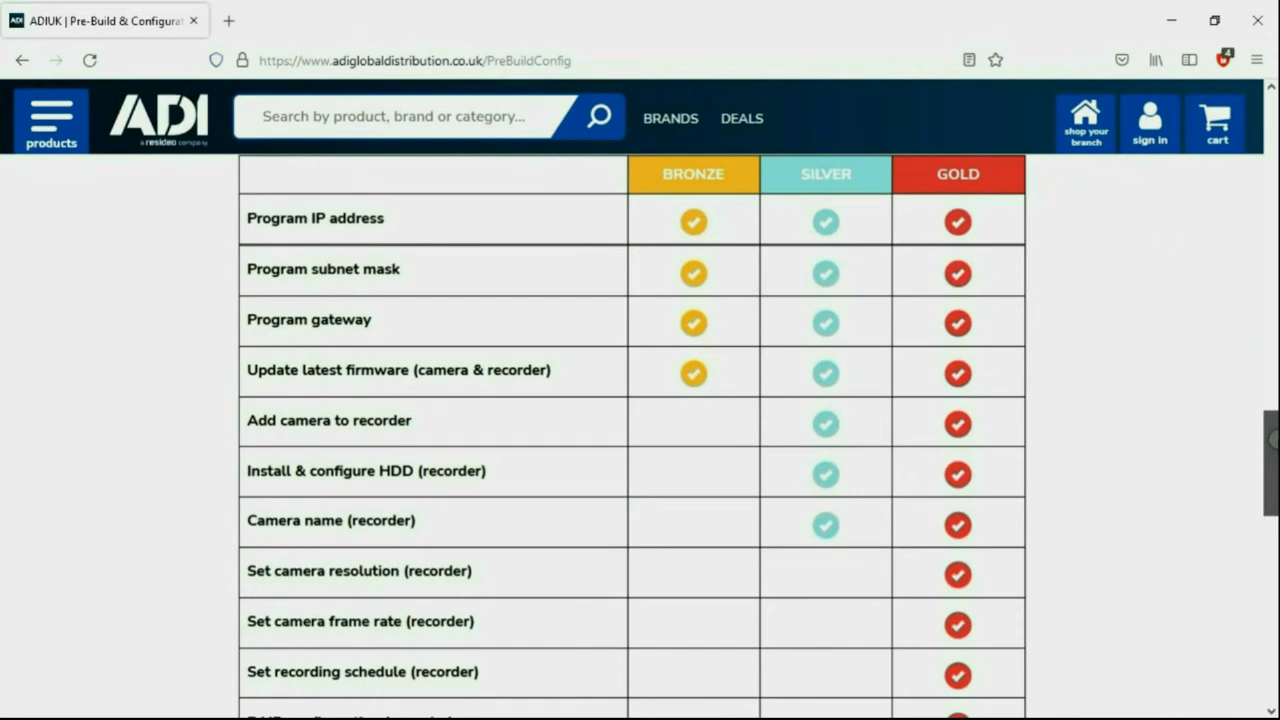 ADIUK | Pre-Build & Configurat
https://www.adiglobaldistribution.co.uk/PreBuildConfig
4
products
ADI
a resideo company
Search by product, brand or category...
BRANDS
DEALS
shop your
branch
sign in
cart
BRONZE SILVER GOLD
Program IP address
Program subnet mask
Program gateway
Update latest firmware (camera & recorder)
Add camera to recorder
Install & configure HDD (recorder)
Camera name (recorder)
Set camera resolution (recorder)
Set camera frame rate (recorder)
Set recording schedule (recorder)